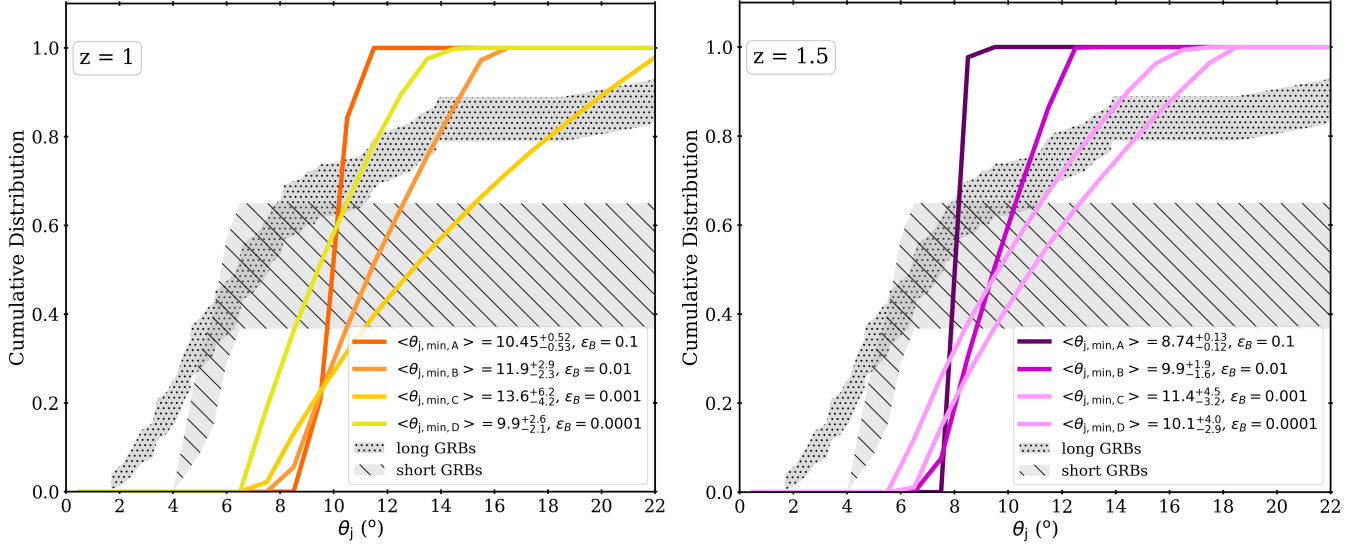 z = 1
Cumulative Distribution
1.0
0.8
0.6
0.4
0.2
0.0
<θj,min,A> = 10.45+0.52−0.53, εB = 0.1
<θj,min,B> = 11.9+2.9−2.3, εB = 0.01
<θj,min,C> = 13.6+6.2−4.2, εB = 0.001
<θj,min,D> = 9.9+2.6−2.1, εB = 0.0001
long GRBs
short GRBs
0 2 4 6 8 10 12 14 16 18 20 22
θj (°)
z = 1.5
Cumulative Distribution
1.0
0.8
0.6
0.4
0.2
0.0
<θj,min,A> = 8.74+0.13−0.12, εB = 0.1
<θj,min,B> = 9.9+1.9−1.6, εB = 0.01
<θj,min,C> = 11.4+4.5−3.2, εB = 0.001
<θj,min,D> = 10.1+4.0−2.9, εB = 0.0001
long GRBs
short GRBs
0 2 4 6 8 10 12 14 16 18 20 22
θj (°)